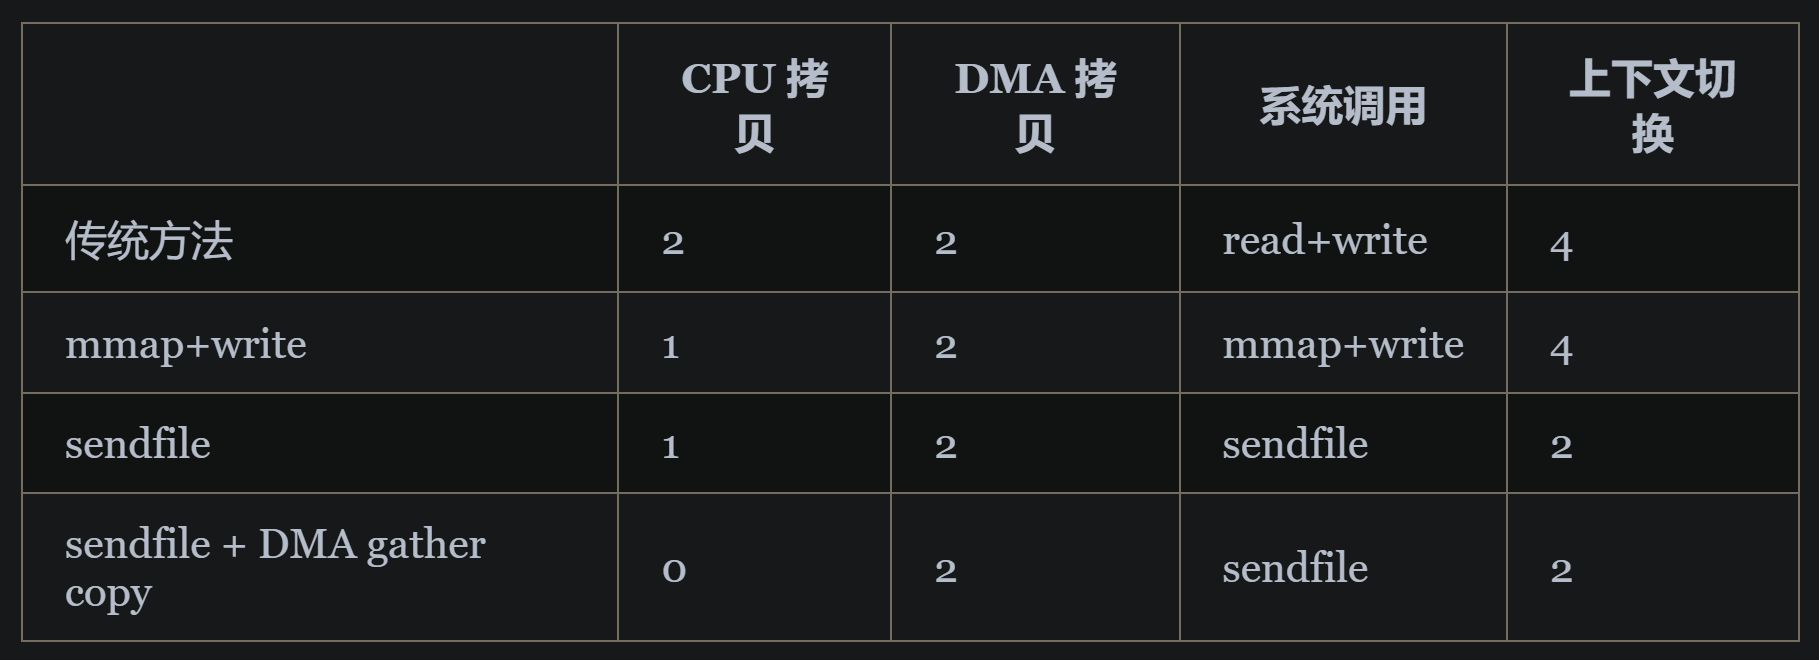 CPU 拷 DMA 拷 系统调用 上下文切
贝 贝 换
传统方法 2 2 read+write 4
mmap+write 1 2 mmap+write 4
sendfile 1 2 sendfile 2
sendfile + DMA gather
copy 0 2 sendfile 2